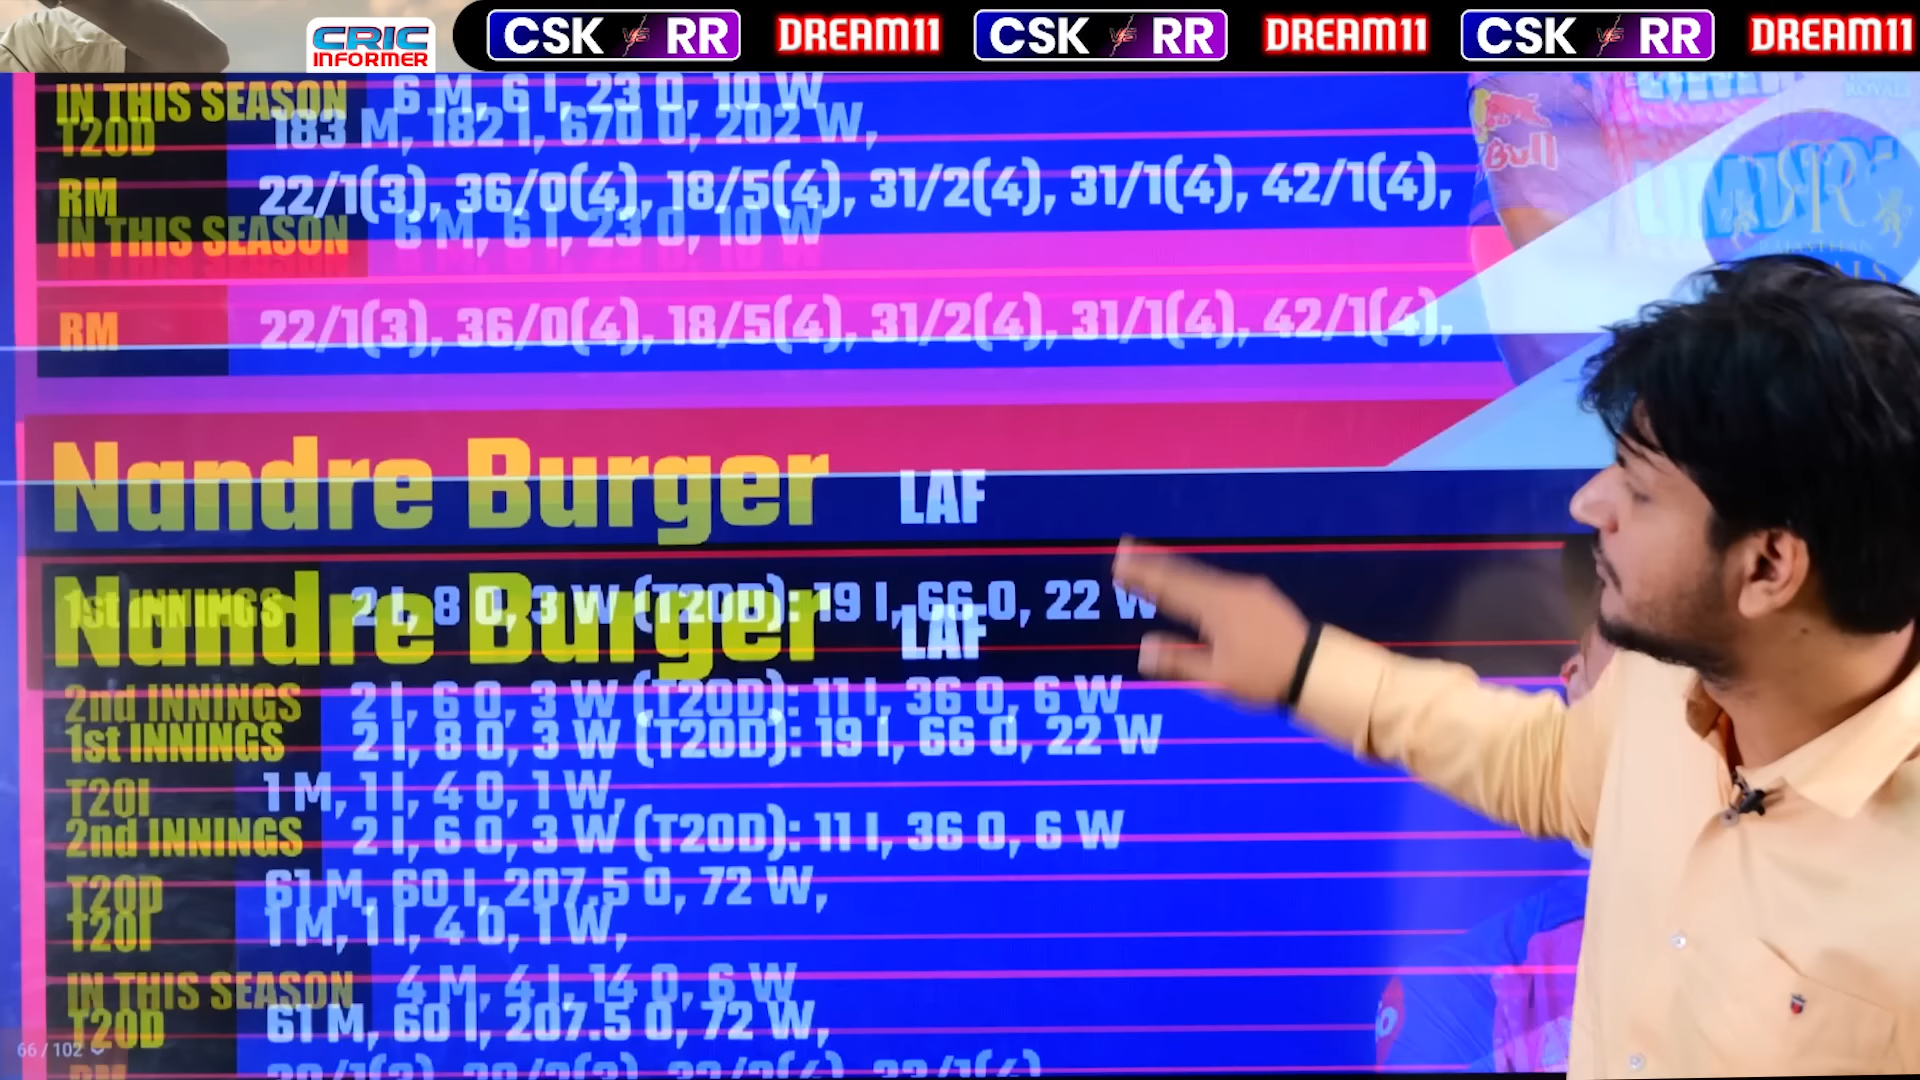 CRIC
INFORMER
CSK VS RR DREAM11 CSK VS RR DREAM11 CSK VS RR DREAM11
IN THIS SEASON 6 M, 6 I, 23 O, 10 W
T20D 183 M, 182 I, 670 O, 202 W,
RM 22/1(3), 36/0(4), 18/5(4), 31/2(4), 31/1(4), 42/1(4),
IN THIS SEASON 6 M, 6 I, 23 O, 10 W
RM 22/1(3), 36/0(4), 18/5(4), 31/2(4), 31/1(4), 42/1(4),
Bull
RR
RAJASTHAN
Nandre Burger LAF
1st INNINGS 2 I, 8 O, 3 W (T20D): 19 I, 66 O, 22 W
Nandre Burger LAF
2nd INNINGS 2 I, 6 O, 3 W (T20D): 11 I, 36 O, 6 W
1st INNINGS 2 I, 8 O, 3 W (T20D): 19 I, 66 O, 22 W
T20I 1 M, 1 I, 4 O, 1 W,
2nd INNINGS 2 I, 6 O, 3 W (T20D): 11 I, 36 O, 6 W
T20D 61 M, 60 I, 207.5 O, 72 W,
T20I 1 M, 1 I, 4 O, 1 W,
IN THIS SEASON 4 M, 4 I, 14 O, 6 W
T20D 61 M, 60 I, 207.5 O, 72 W,
66 / 102
RM